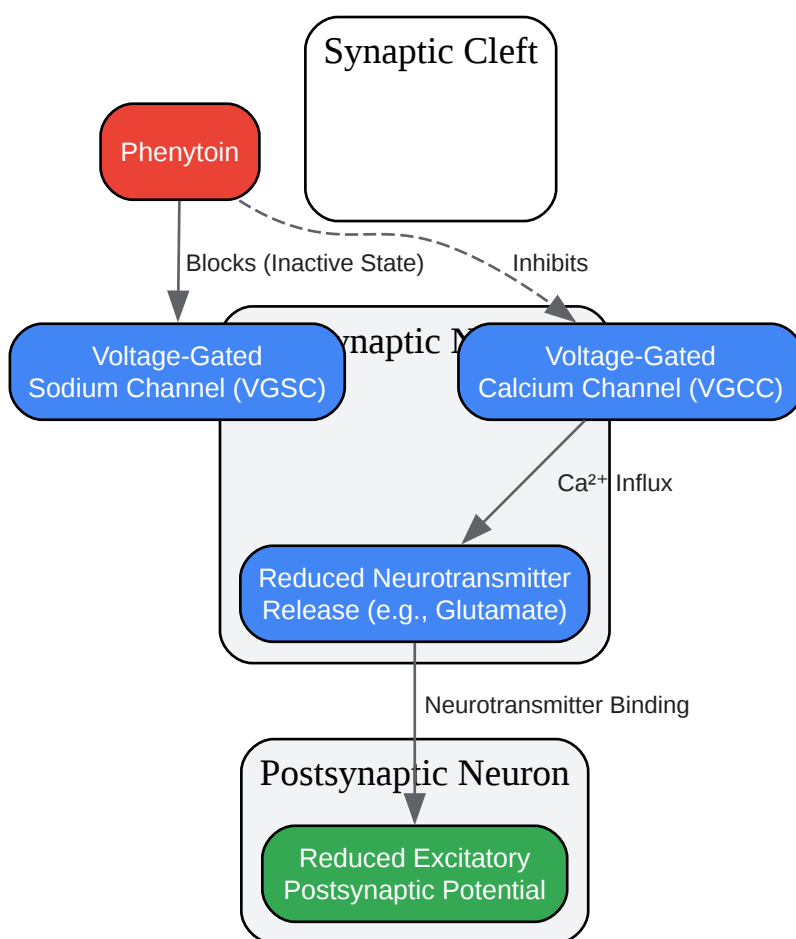 Synaptic Cleft
Phenytoin
Blocks (Inactive State)
Inhibits
Voltage-Gated
Sodium Channel (VGSC)
Voltage-Gated
Calcium Channel (VGCC)
Ca²⁺ Influx
Reduced Neurotransmitter
Release (e.g., Glutamate)
Neurotransmitter Binding
Postsynaptic Neuron
Reduced Excitatory
Postsynaptic Potential